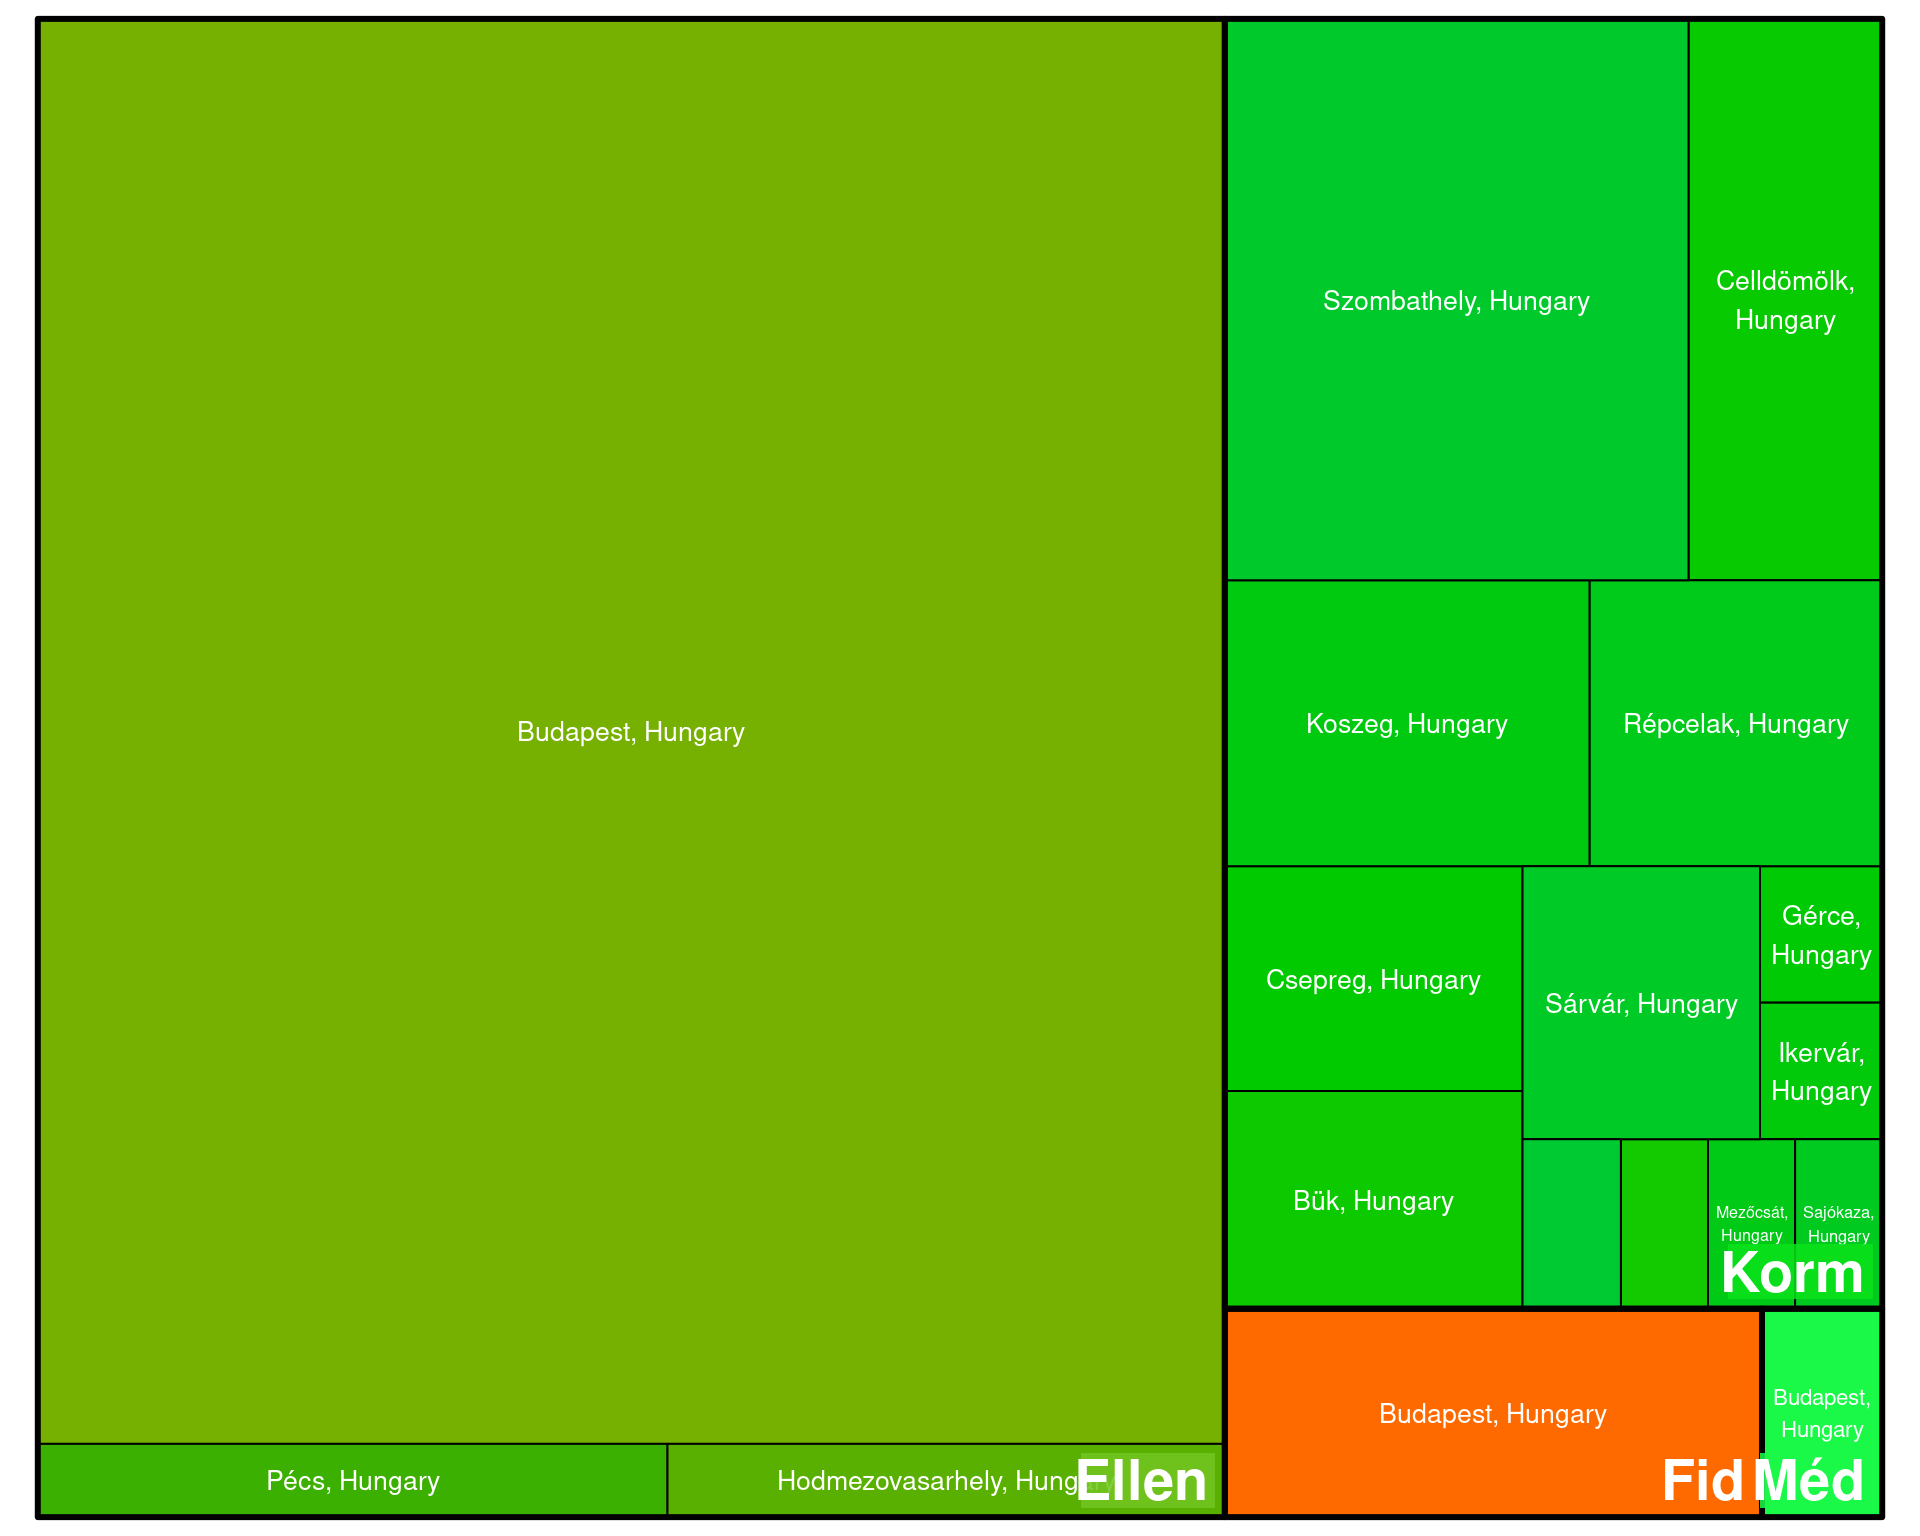 Budapest, Hungary
Pécs, Hungary
Hodmezovasarhely, Hungary
Ellen
Szombathely, Hungary
Celldömölk,
Hungary
Koszeg, Hungary
Répcelak, Hungary
Csepreg, Hungary
Sárvár, Hungary
Gérce,
Hungary
Ikervár,
Hungary
Bük, Hungary
Mezőcsát,
Hungary
Sajókaza,
Hungary
Korm
Budapest, Hungary
Fid
Budapest,
Hungary
Méd